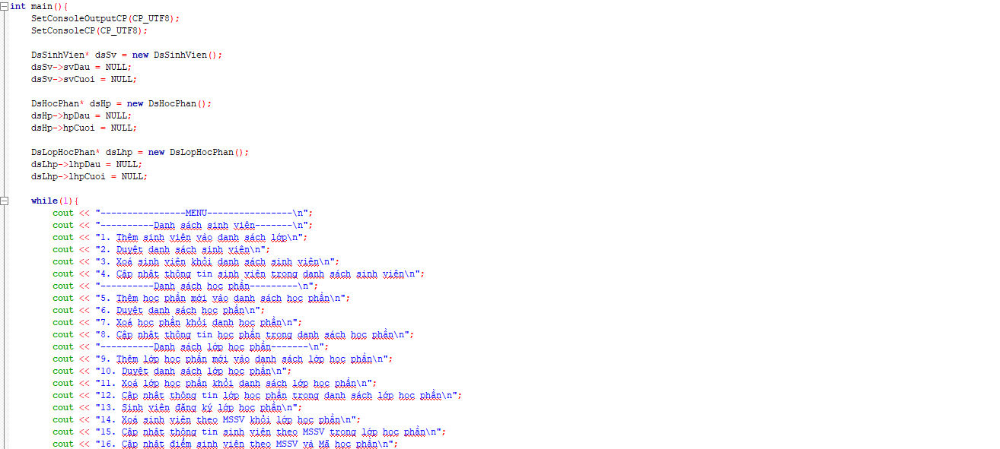 int main(){
SetConsoleOutputCP(CP_UTF8);
SetConsoleCP(CP_UTF8);
DsSinhVien* dsSv = new DsSinhVien();
dsSv->svDau = NULL;
dsSv->svCuoi = NULL;
DsHocPhan* dsHp = new DsHocPhan();
dsHp->hpDau = NULL;
dsHp->hpCuoi = NULL;
DsLopHocPhan* dsLhp = new DsLopHocPhan();
dsLhp->lhpDau = NULL;
dsLhp->lhpCuoi = NULL;
while(1){
cout << "----------------MENU----------------\n";
cout << "----------Danh sách sinh viên-------\n";
cout << "1. Thêm sinh viên vào danh sách lớp\n";
cout << "2. Duyệt danh sách sinh viên\n";
cout << "3. Xoá sinh viên khỏi danh sách sinh viên\n";
cout << "4. Cập nhật thông tin sinh viên trong danh sách sinh viên\n";
cout << "----------Danh sách học phần---------\n";
cout << "5. Thêm học phần mới vào danh sách học phần\n";
cout << "6. Duyệt danh sách học phần\n";
cout << "7. Xoá học phần khỏi danh học phần\n";
cout << "8. Cập nhật thông tin học phần trong danh sách học phần\n";
cout << "----------Danh sách lớp học phần-------\n";
cout << "9. Thêm lớp học phần mới vào danh sách lớp học phần\n";
cout << "10. Duyệt danh sách lớp học phần\n";
cout << "11. Xoá lớp học phần khỏi danh sách lớp học phần\n";
cout << "12. Cập nhật thông tin lớp học phần trong danh sách lớp học phần\n";
cout << "13. Sinh viên đăng ký lớp học phần\n";
cout << "14. Xoá sinh viên theo MSSV khỏi lớp học phần\n";
cout << "15. Cập nhật thông tin sinh viên theo MSSV trong lớp học phần\n";
cout << "16. Cập nhật điểm sinh viên theo MSSV và Mã học phần\n";